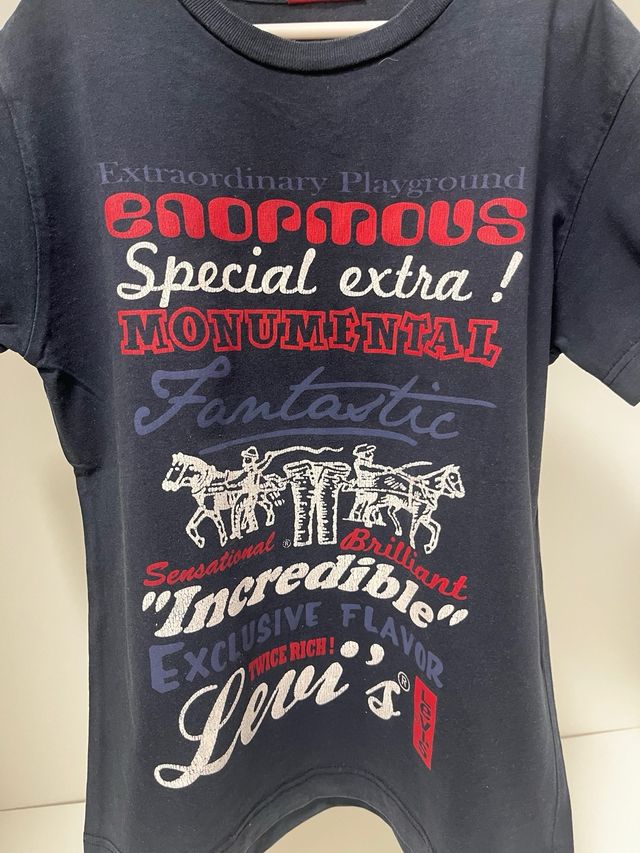 Extraordinary Playground
enormous
Special extra!
MONUMENTAL
Fantastic
Sensational ® Brilliant
"Incredible"
EXCLUSIVE FLAVOR
TWICE RICH!
Levi's®
LEVI'S